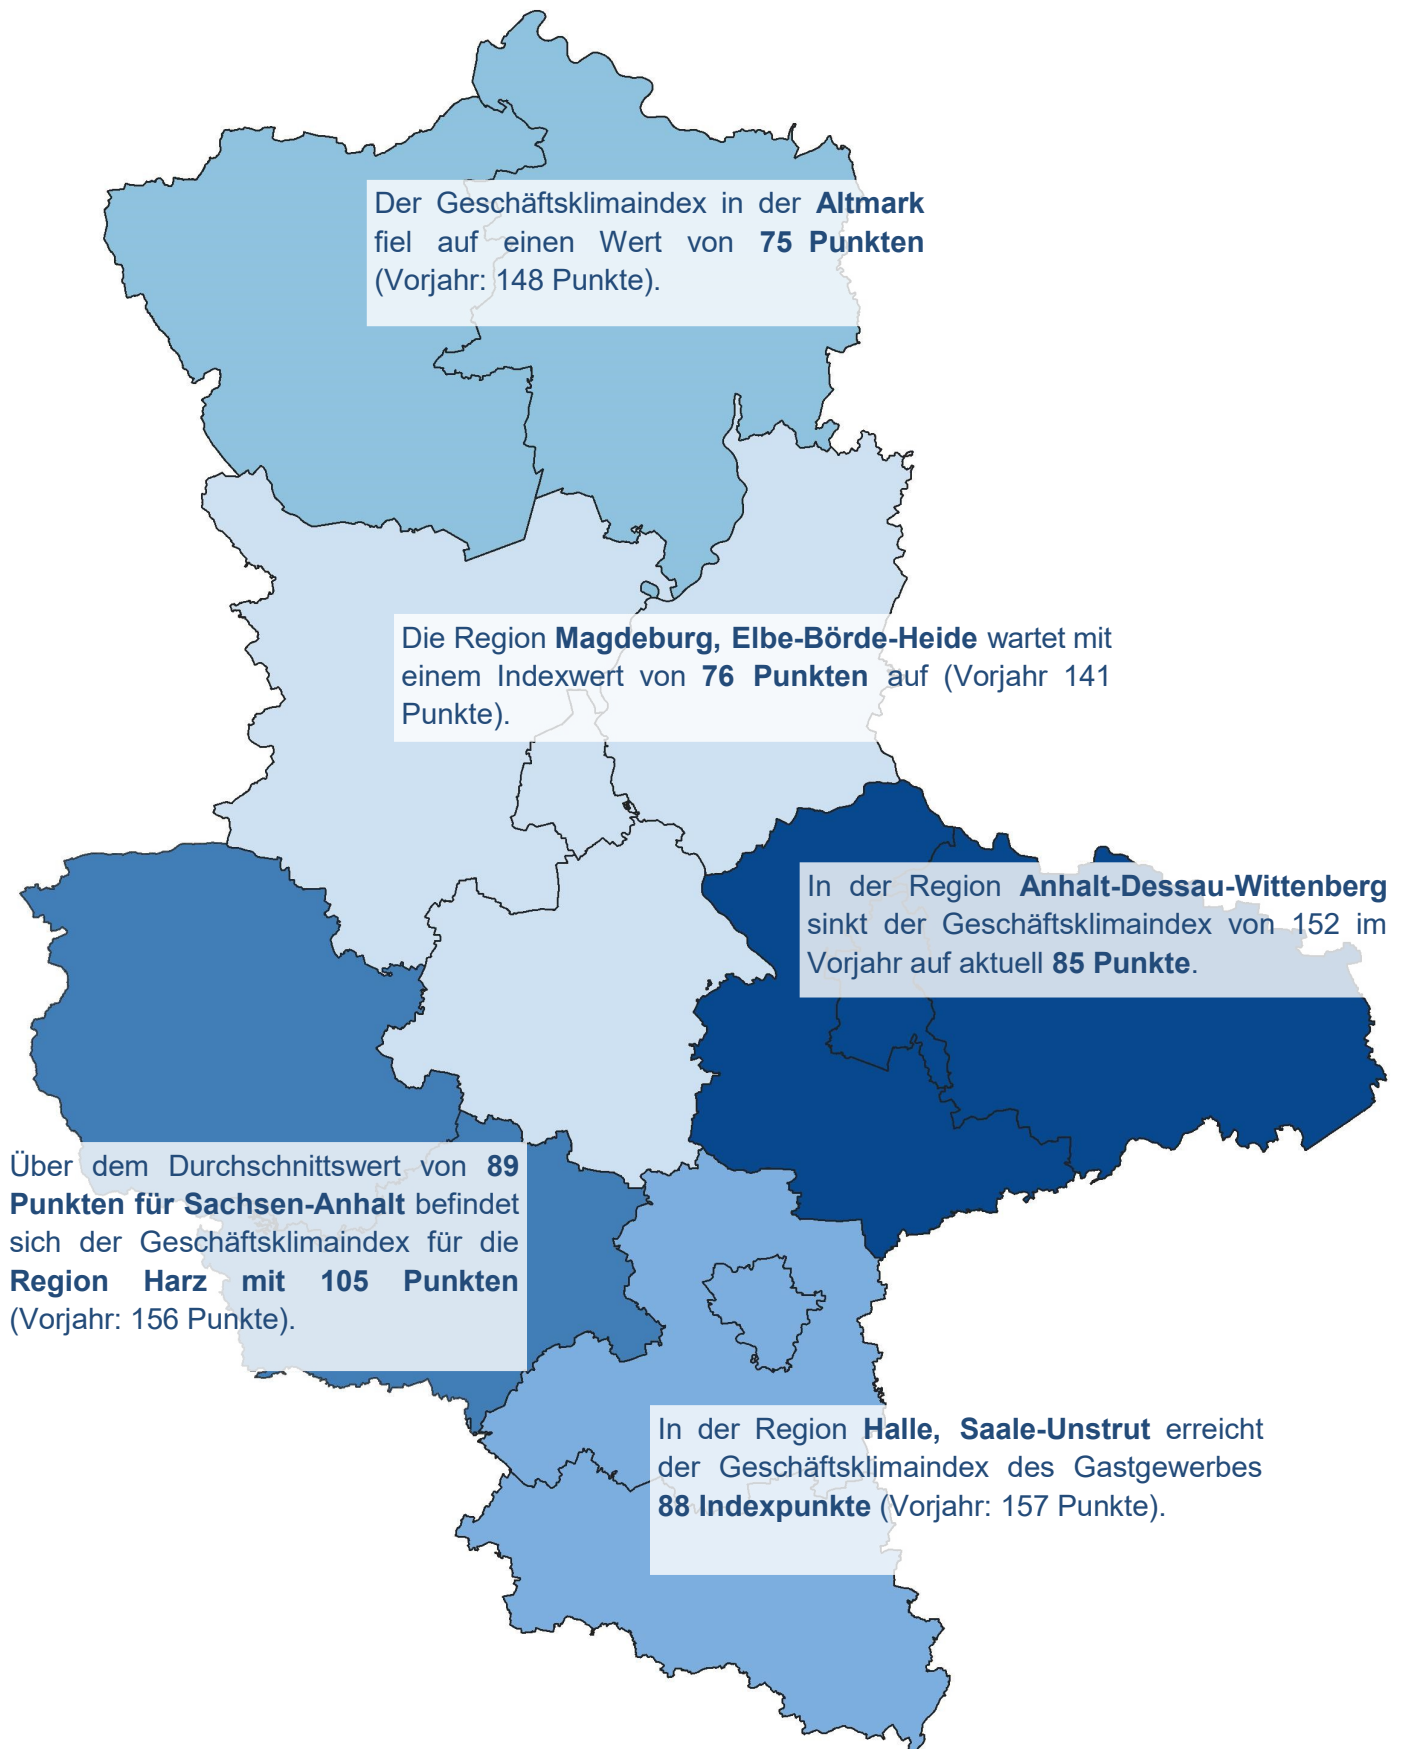 Der Geschäftsklimaindex in der Altmark
fiel auf einen Wert von 75 Punkten
(Vorjahr: 148 Punkte).
Die Region Magdeburg, Elbe-Börde-Heide wartet mit
einem Indexwert von 76 Punkten auf (Vorjahr 141
Punkte).
In der Region Anhalt-Dessau-Wittenberg
sinkt der Geschäftsklimaindex von 152 im
Vorjahr auf aktuell 85 Punkte.
Über dem Durchschnittswert von 89
Punkten für Sachsen-Anhalt befindet
sich der Geschäftsklimaindex für die
Region Harz mit 105 Punkten
(Vorjahr: 156 Punkte).
In der Region Halle, Saale-Unstrut erreicht
der Geschäftsklimaindex des Gastgewerbes
88 Indexpunkte (Vorjahr: 157 Punkte).